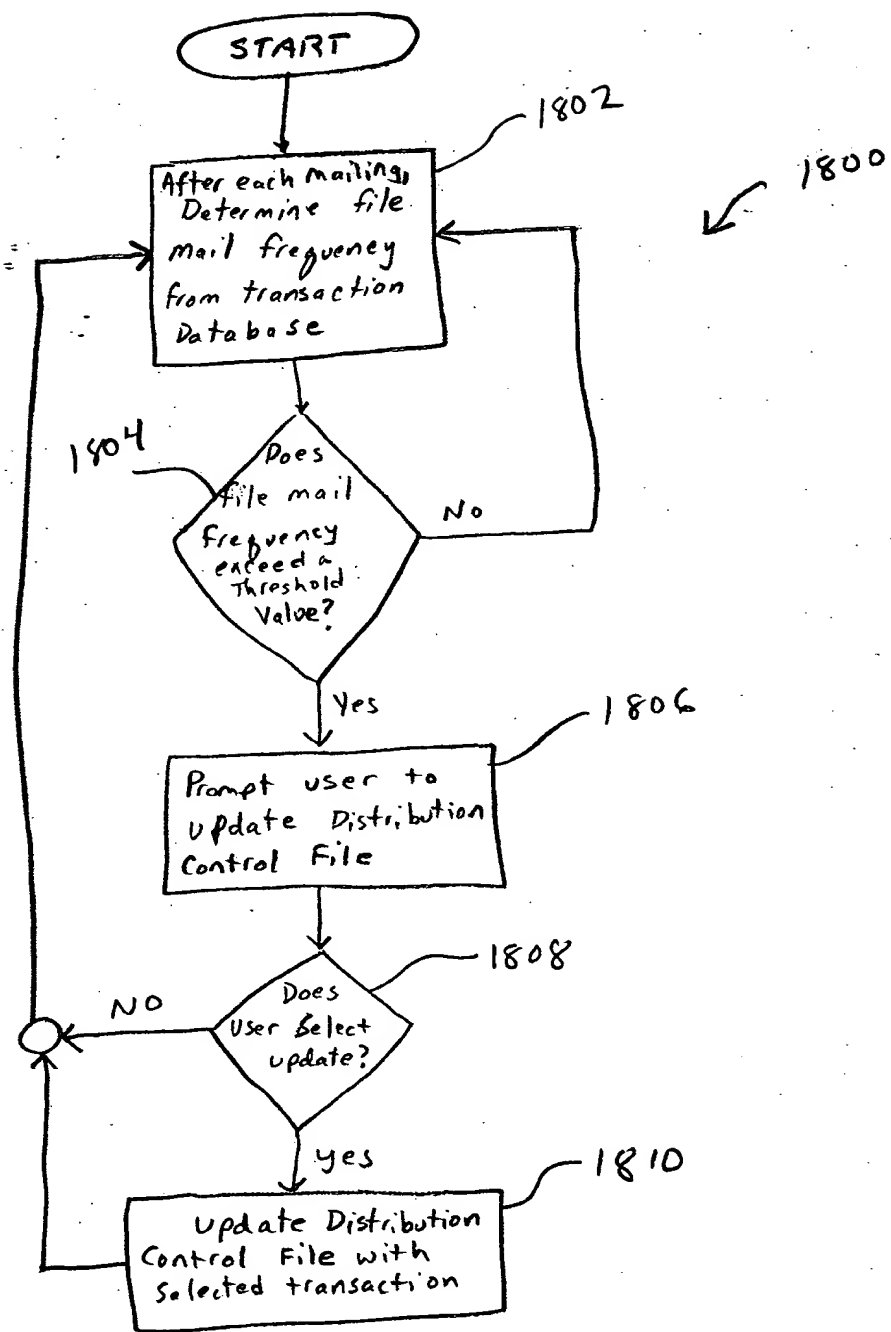 START
1802
1800
After each mailing,
Determine file
mail frequency
from transaction
Database
1804
Does
file mail
frequency
exceed a
Threshold
Value?
No
Yes
1806
Prompt user to
update Distribution
Control File
1808
Does
User Select
update?
NO
yes
1810
update Distribution
Control File with
Selected transaction